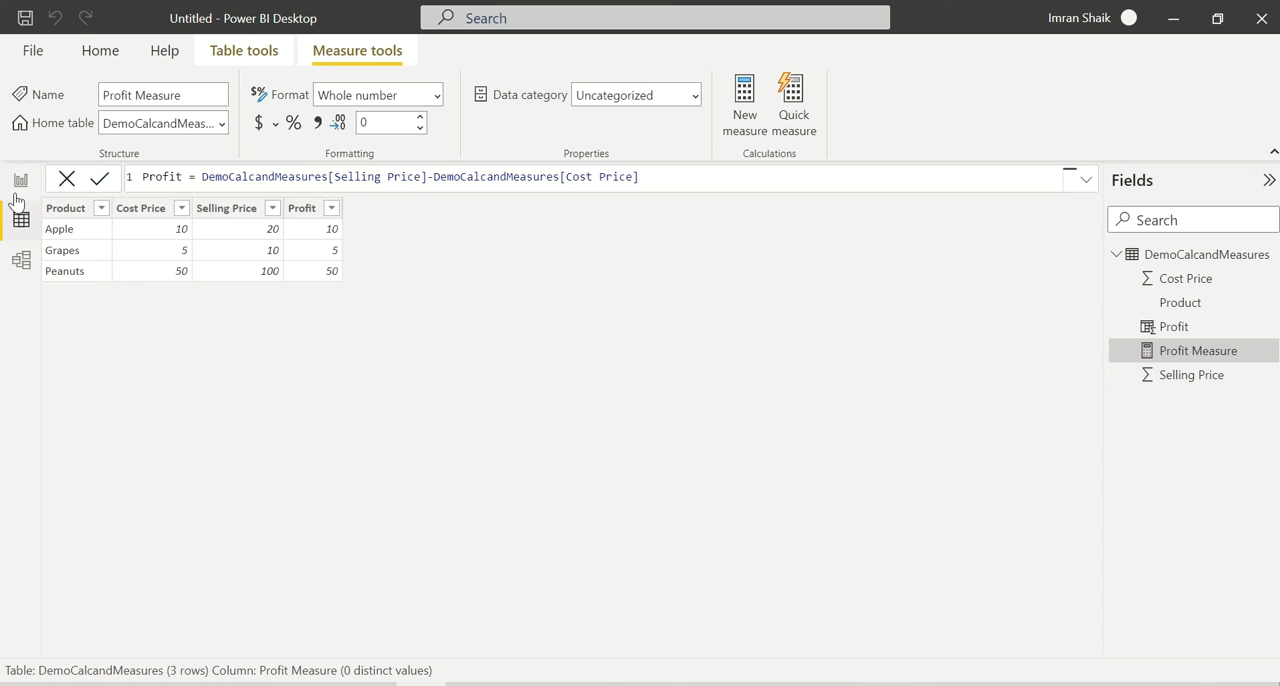 Untitled - Power BI Desktop
Search
Imran Shaik
File Home Help Table tools Measure tools
Name Profit Measure
Home table DemoCalcandMeas...
Structure
$% Format Whole number
$ % , .00 0
Formatting
Data category Uncategorized
Properties
New measure
Quick measure
Calculations
1 Profit = DemoCalcandMeasures[Selling Price]-DemoCalcandMeasures[Cost Price]
Product Cost Price Selling Price Profit
Apple 10 20 10
Grapes 5 10 5
Peanuts 50 100 50
Fields
Search
DemoCalcandMeasures
Cost Price
Product
Profit
Profit Measure
Selling Price
Table: DemoCalcandMeasures (3 rows) Column: Profit Measure (0 distinct values)